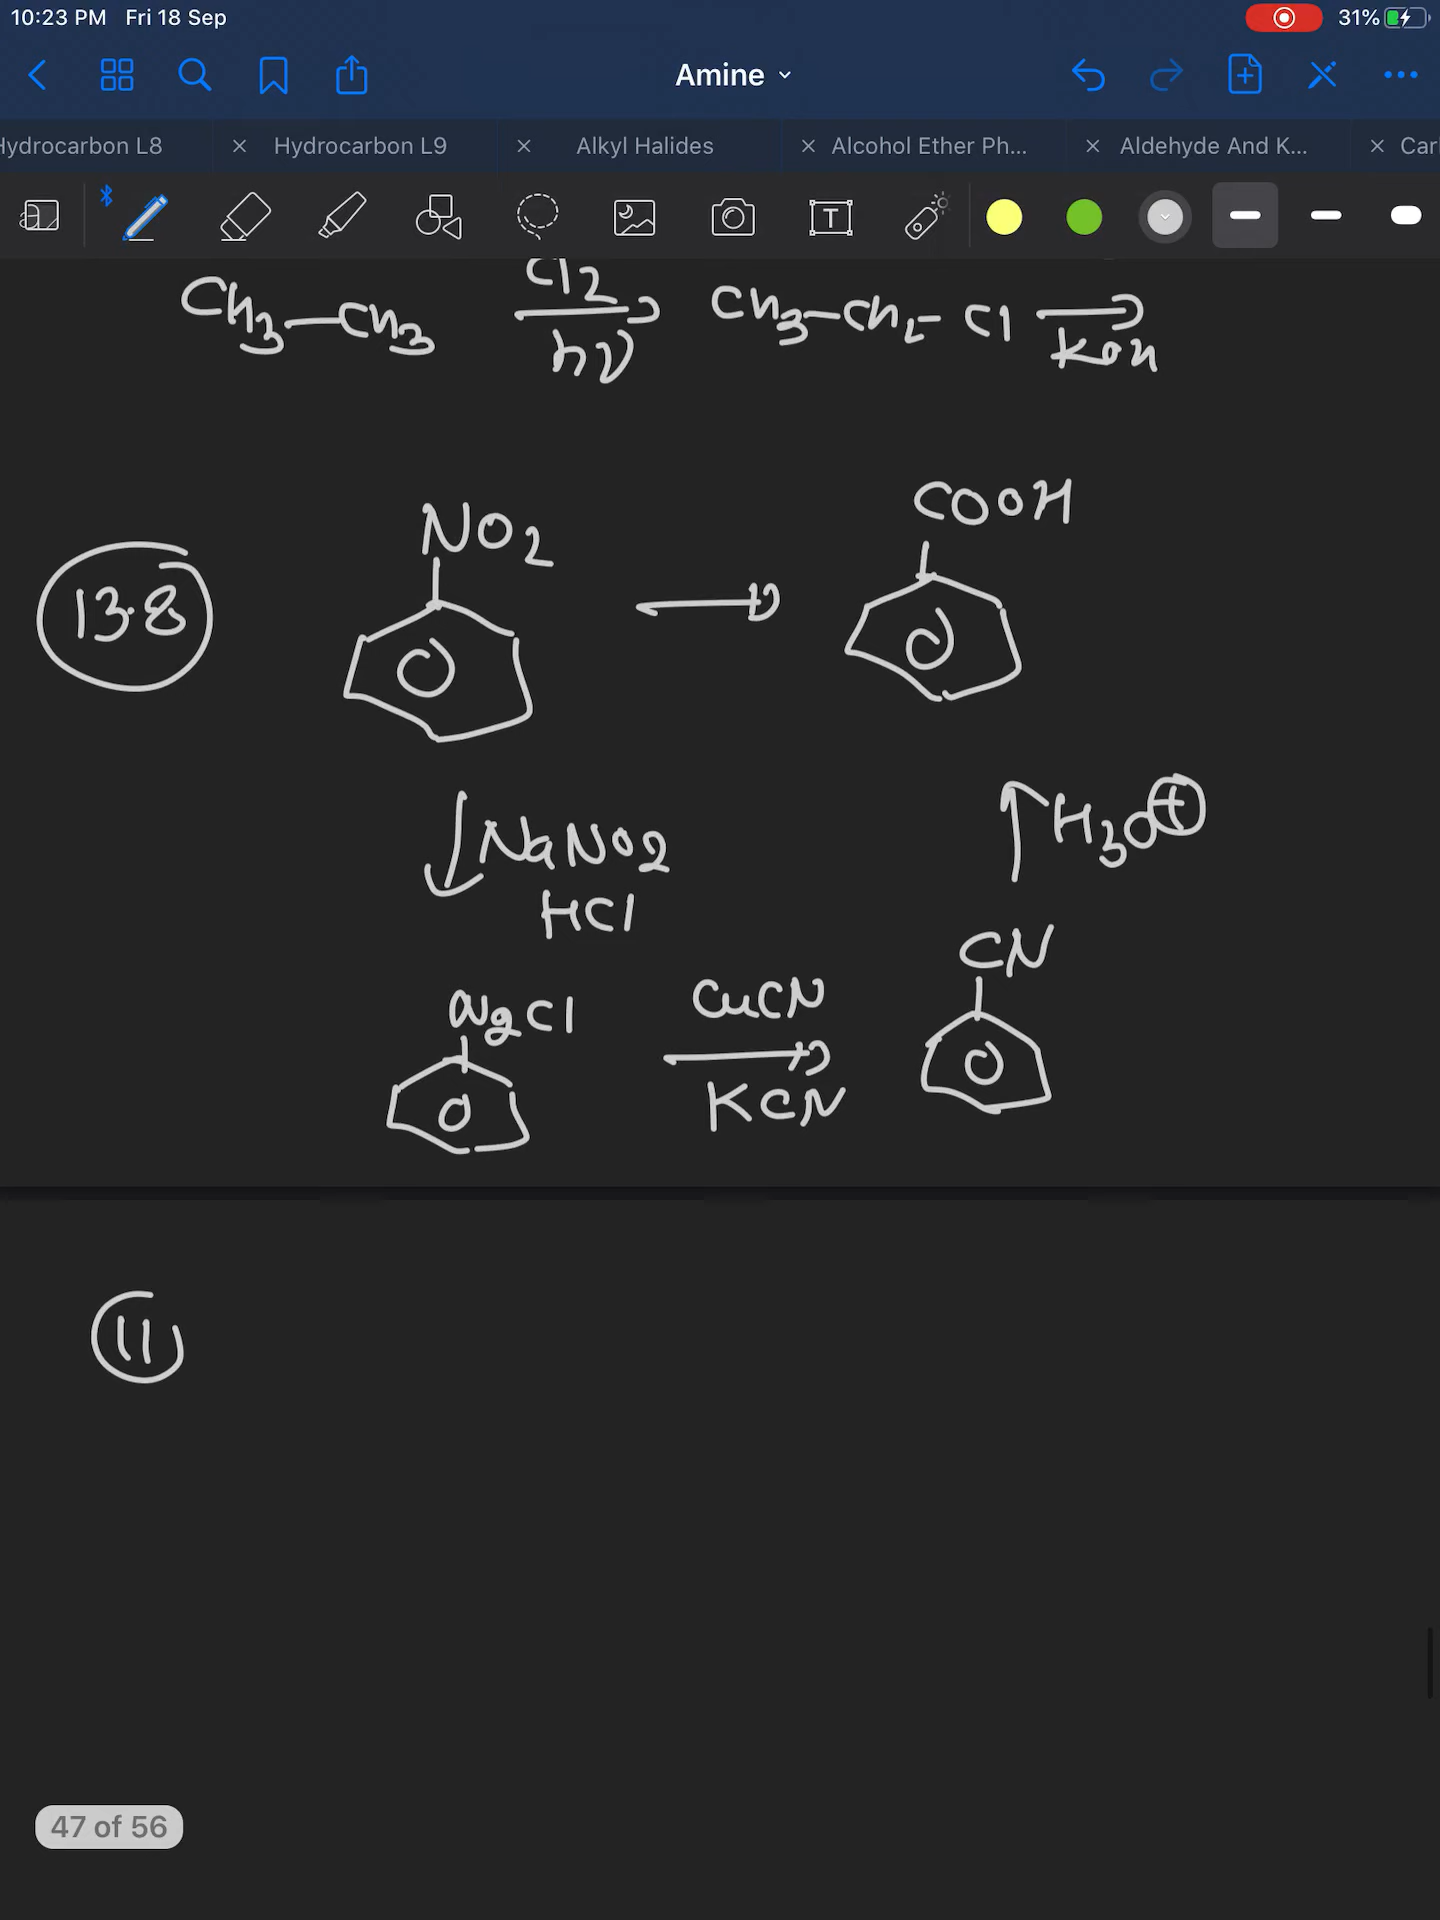 10:23 PM Fri 18 Sep 31%
Amine
Hydrocarbon L8 × Hydrocarbon L9 × Alkyl Halides × Alcohol Ether Ph... × Aldehyde And K... × Car
T
CH3—CH3 Cl2 hν CH3—CH2—Cl KOH
13.8
NO2 COOH
NaNO2
HCl
H3O⊕
N2Cl CuCN KCN CN
11
47 of 56